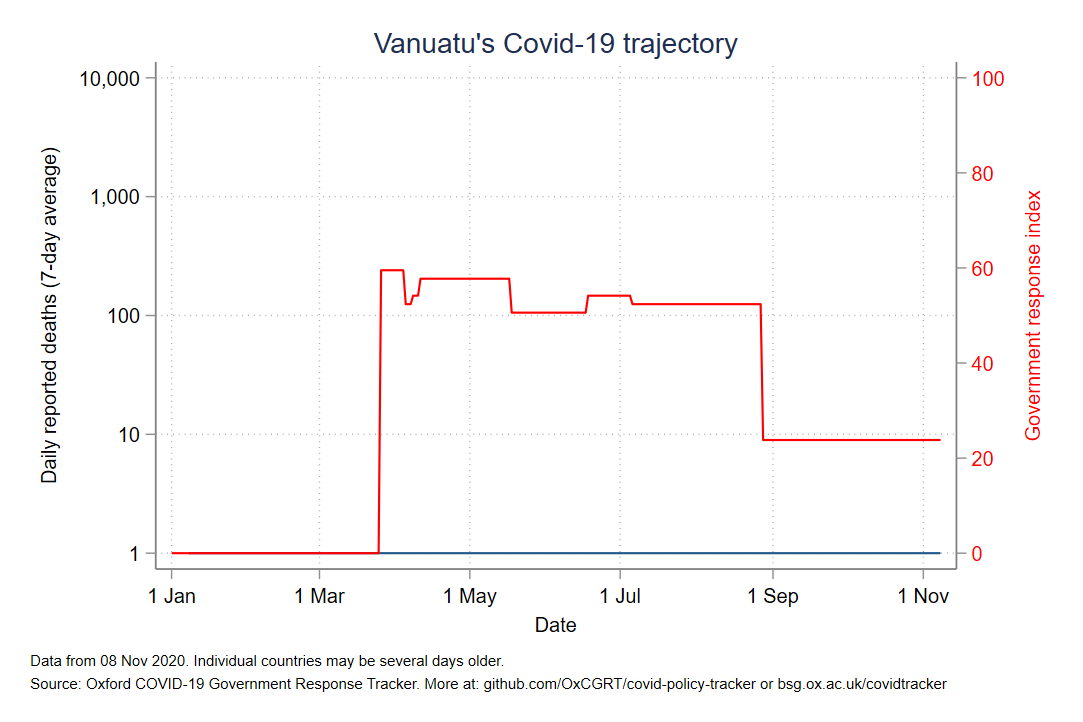 Vanuatu's Covid-19 trajectory
10,000
1,000
100
10
1
Daily reported deaths (7-day average)
100
80
60
40
20
0
Government response index
1 Jan
1 Mar
1 May
1 Jul
1 Sep
1 Nov
Date
Data from 08 Nov 2020. Individual countries may be several days older.
Source: Oxford COVID-19 Government Response Tracker. More at: github.com/OxCGRT/covid-policy-tracker or bsg.ox.ac.uk/covidtracker